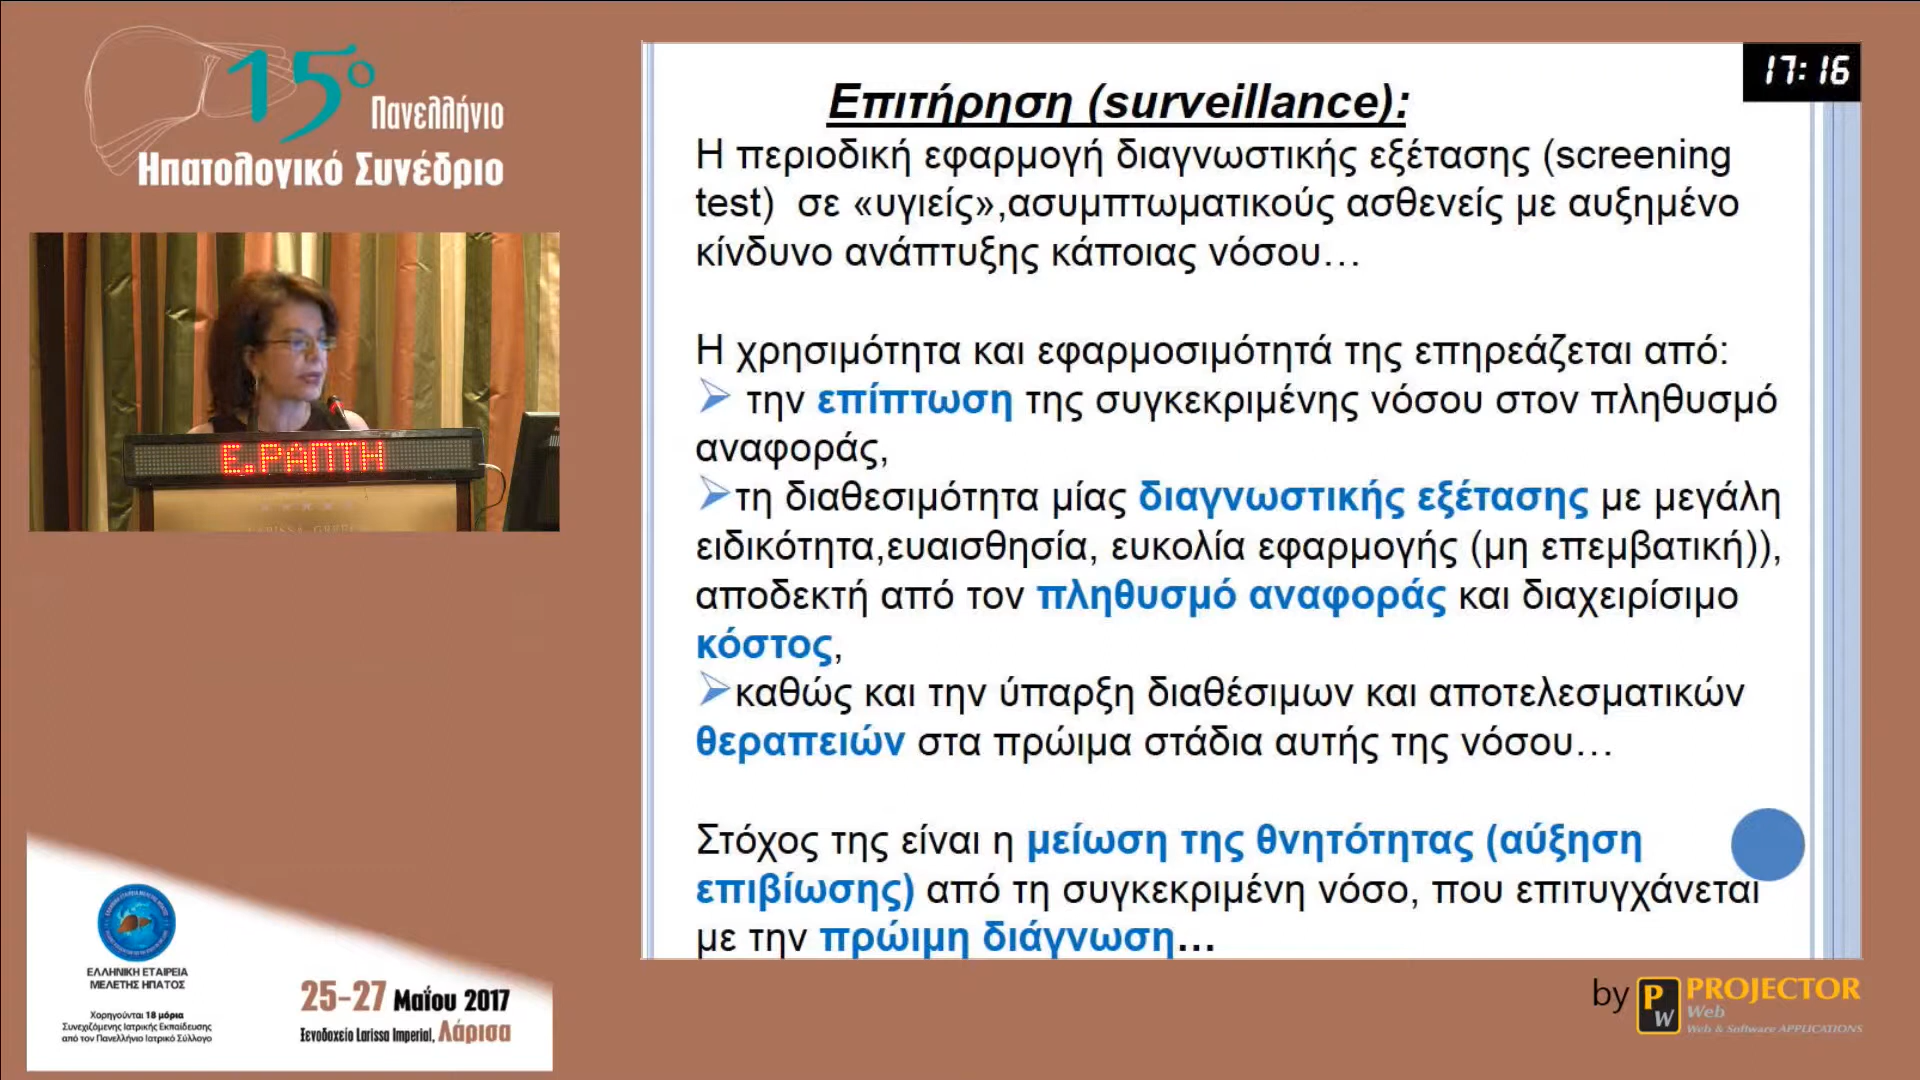 15ο
Πανελλήνιο
Ηπατολογικό Συνέδριο
Ε.ΡΑΠΤΗ
ΕΛΛΗΝΙΚΗ ΕΤΑΙΡΕΙΑ
ΜΕΛΕΤΗΣ ΗΠΑΤΟΣ
Χορηγούνται 18 μόρια
Συνεχιζόμενης Ιατρικής Εκπαίδευσης
από τον Πανελλήνιο Ιατρικό Σύλλογο
25-27 Μαΐου 2017
Ξενοδοχείο Larissa Imperial, Λάρισα
17:16
Επιτήρηση (surveillance):
Η περιοδική εφαρμογή διαγνωστικής εξέτασης (screening
test) σε «υγιείς»,ασυμπτωματικούς ασθενείς με αυξημένο
κίνδυνο ανάπτυξης κάποιας νόσου…
Η χρησιμότητα και εφαρμοσιμότητά της επηρεάζεται από:
➢ την επίπτωση της συγκεκριμένης νόσου στον πληθυσμό
αναφοράς,
➢τη διαθεσιμότητα μίας διαγνωστικής εξέτασης με μεγάλη
ειδικότητα,ευαισθησία, ευκολία εφαρμογής (μη επεμβατική)),
αποδεκτή από τον πληθυσμό αναφοράς και διαχειρίσιμο
κόστος,
➢καθώς και την ύπαρξη διαθέσιμων και αποτελεσματικών
θεραπειών στα πρώιμα στάδια αυτής της νόσου…
Στόχος της είναι η μείωση της θνητότητας (αύξηση
επιβίωσης) από τη συγκεκριμένη νόσο, που επιτυγχάνεται
με την πρώιμη διάγνωση…
by PW PROJECTOR
Web
Web & Software APPLICATIONS